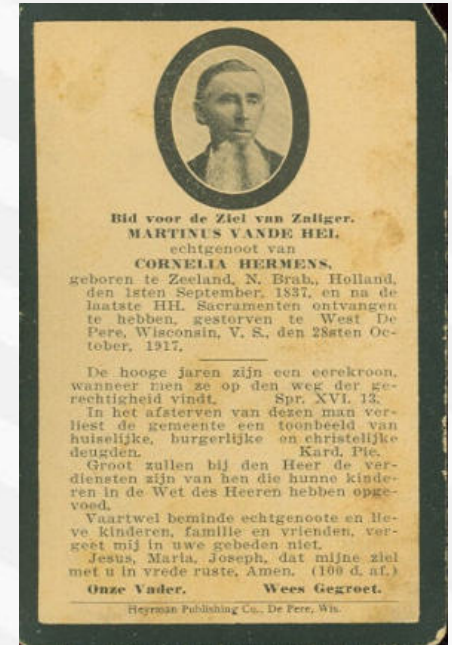 Bid voor de Ziel van Zaliger.
MARTINUS VANDE HEI,
echtgenoot van
CORNELIA HERMENS,
geboren te Zeeland, N. Brab., Holland,
den 1sten September, 1837, en na de
laatste HH. Sacramenten ontvangen
te hebben, gestorven te West De
Pere, Wisconsin, V. S., den 28sten Oc-
tober, 1917,
De hooge jaren zijn een eerekroon,
wanneer men ze op den weg der ge-
rechtigheid vindt. Spr. XVI. 13.
In het afsterven van dezen man ver-
liest de gemeente een toonbeeld van
huiselijke, burgerlijke en christelijke
deugden. Kard. Pie.
Groot zullen bij den Heer de ver-
diensten zijn van hen die hunne kinde-
ren in de Wet des Heeren hebben opge-
voed.
Vaartwel beminde echtgenoote en lie-
ve kinderen, familie en vrienden, ver-
geet mij in uwe gebeden niet.
Jesus, Maria, Joseph, dat mijne ziel
met u in vrede ruste, Amen. (100 d. af.)
Onze Vader. Wees Gegroet.
Heyrman Publishing Co., De Pere, Wis.